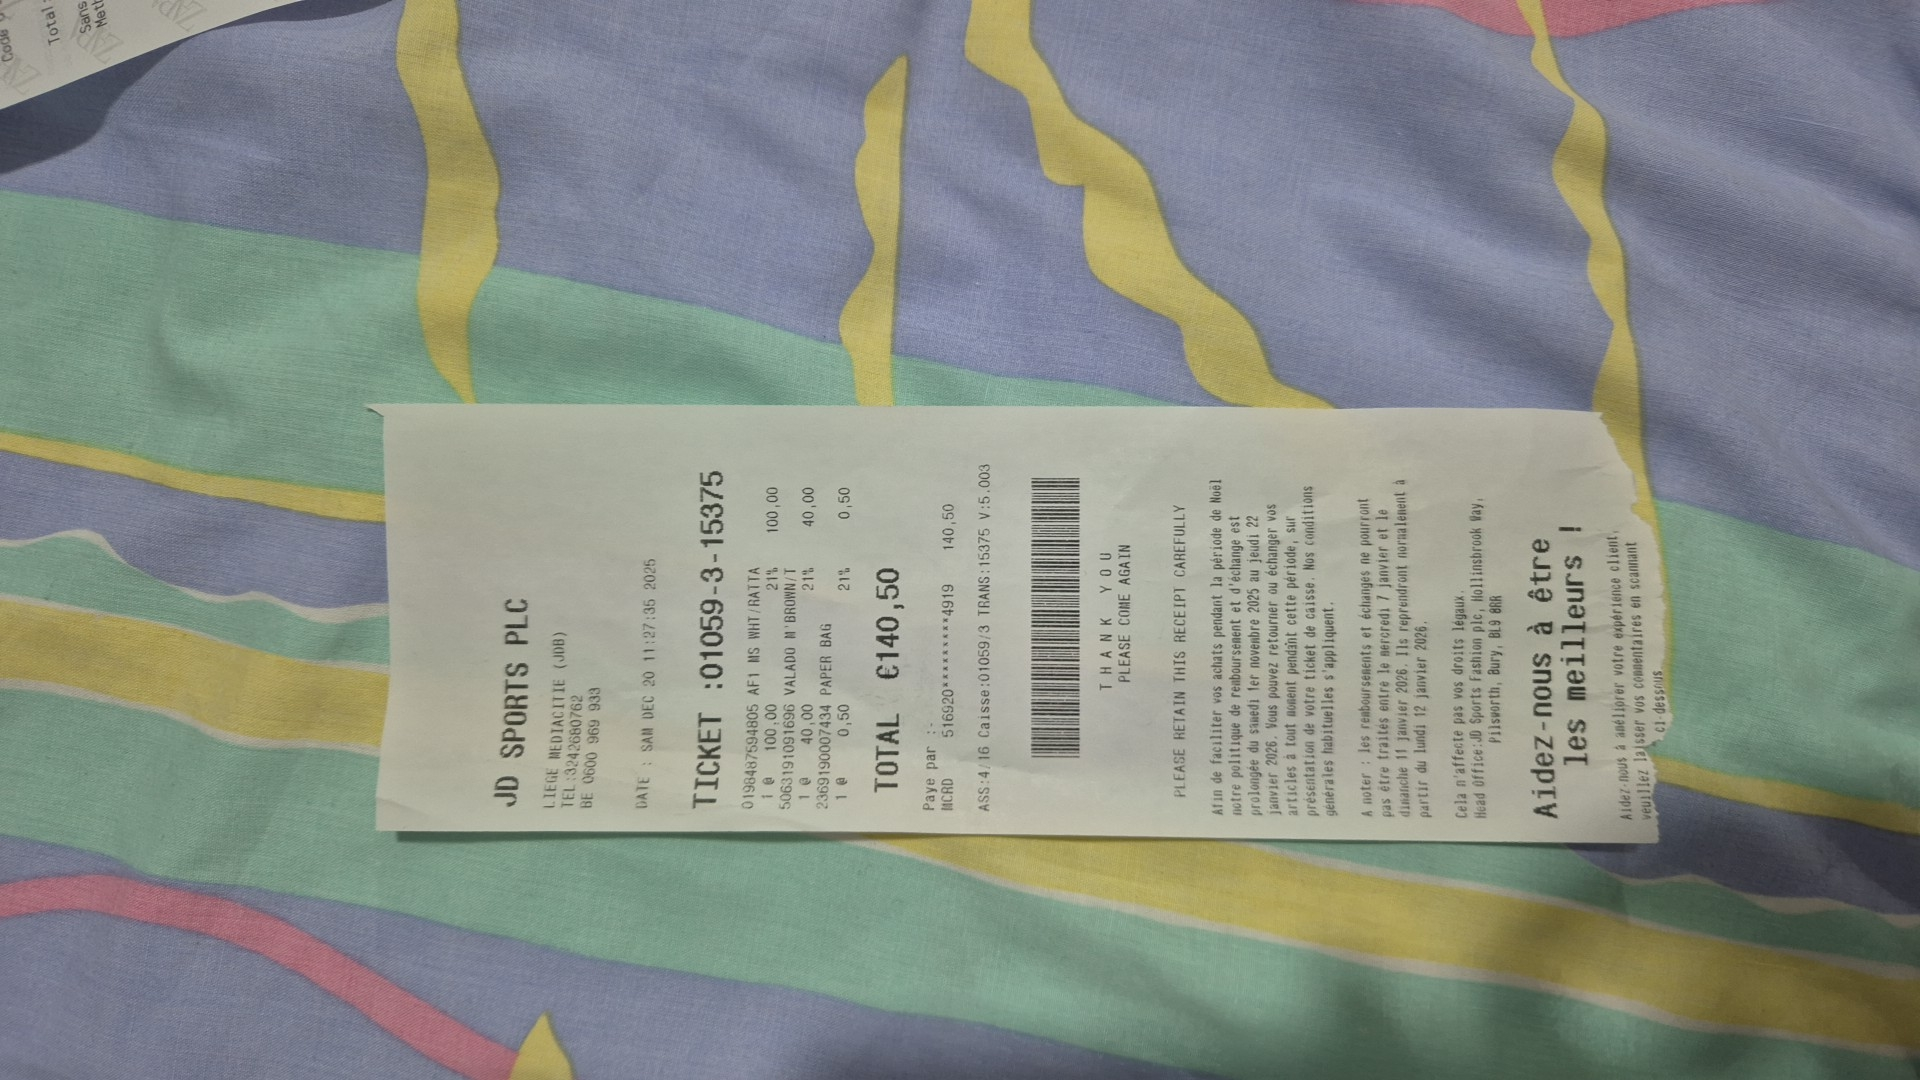 Code
Total:
Sans
JD SPORTS PLC
LIEGE MEDIACITE (JDB)
TEL:3242680762
BE 0600 969 933
DATE : SAM DEC 20 11:27:35 2025
TICKET :01059-3-15375
0198487594805 AF1 MS WHT/RATTA
1 @ 100,00 21% 100,00
5063191091696 VALADO M'BROWN/T
1 @ 40,00 21% 40,00
2369190007434 PAPER BAG
1 @ 0,50 21% 0,50
TOTAL €140,50
Paye par :-
MCRD 516920**********4919 140,50
ASS:4/16 Caisse:01059/3 TRANS:15375 V:5.003
T H A N K Y O U
PLEASE COME AGAIN
PLEASE RETAIN THIS RECEIPT CAREFULLY
Afin de faciliter vos achats pendant la période de Noël
notre politique de remboursement et d'échange est
prolongée du samedi 1er novembre 2025 au jeudi 22
janvier 2026. Vous pouvez retourner ou échanger vos
articles à tout moment pendant cette période, sur
présentation de votre ticket de caisse. Nos conditions
générales habituelles s'appliquent.
A noter : les remboursements et échanges ne pourront
pas être traités entre le mercredi 7 janvier et le
dimanche 11 janvier 2026. Ils reprendront normalement à
partir du lundi 12 janvier 2026.
Cela n'affecte pas vos droits légaux.
Head Office:JD Sports Fashion plc, Hollinsbrook Way,
Pilsworth, Bury, BL9 8RR
Aidez-nous à être
les meilleurs !
Aidez-nous à améliorer votre expérience client,
veuillez laisser vos commentaires en scannant
ci-dessous